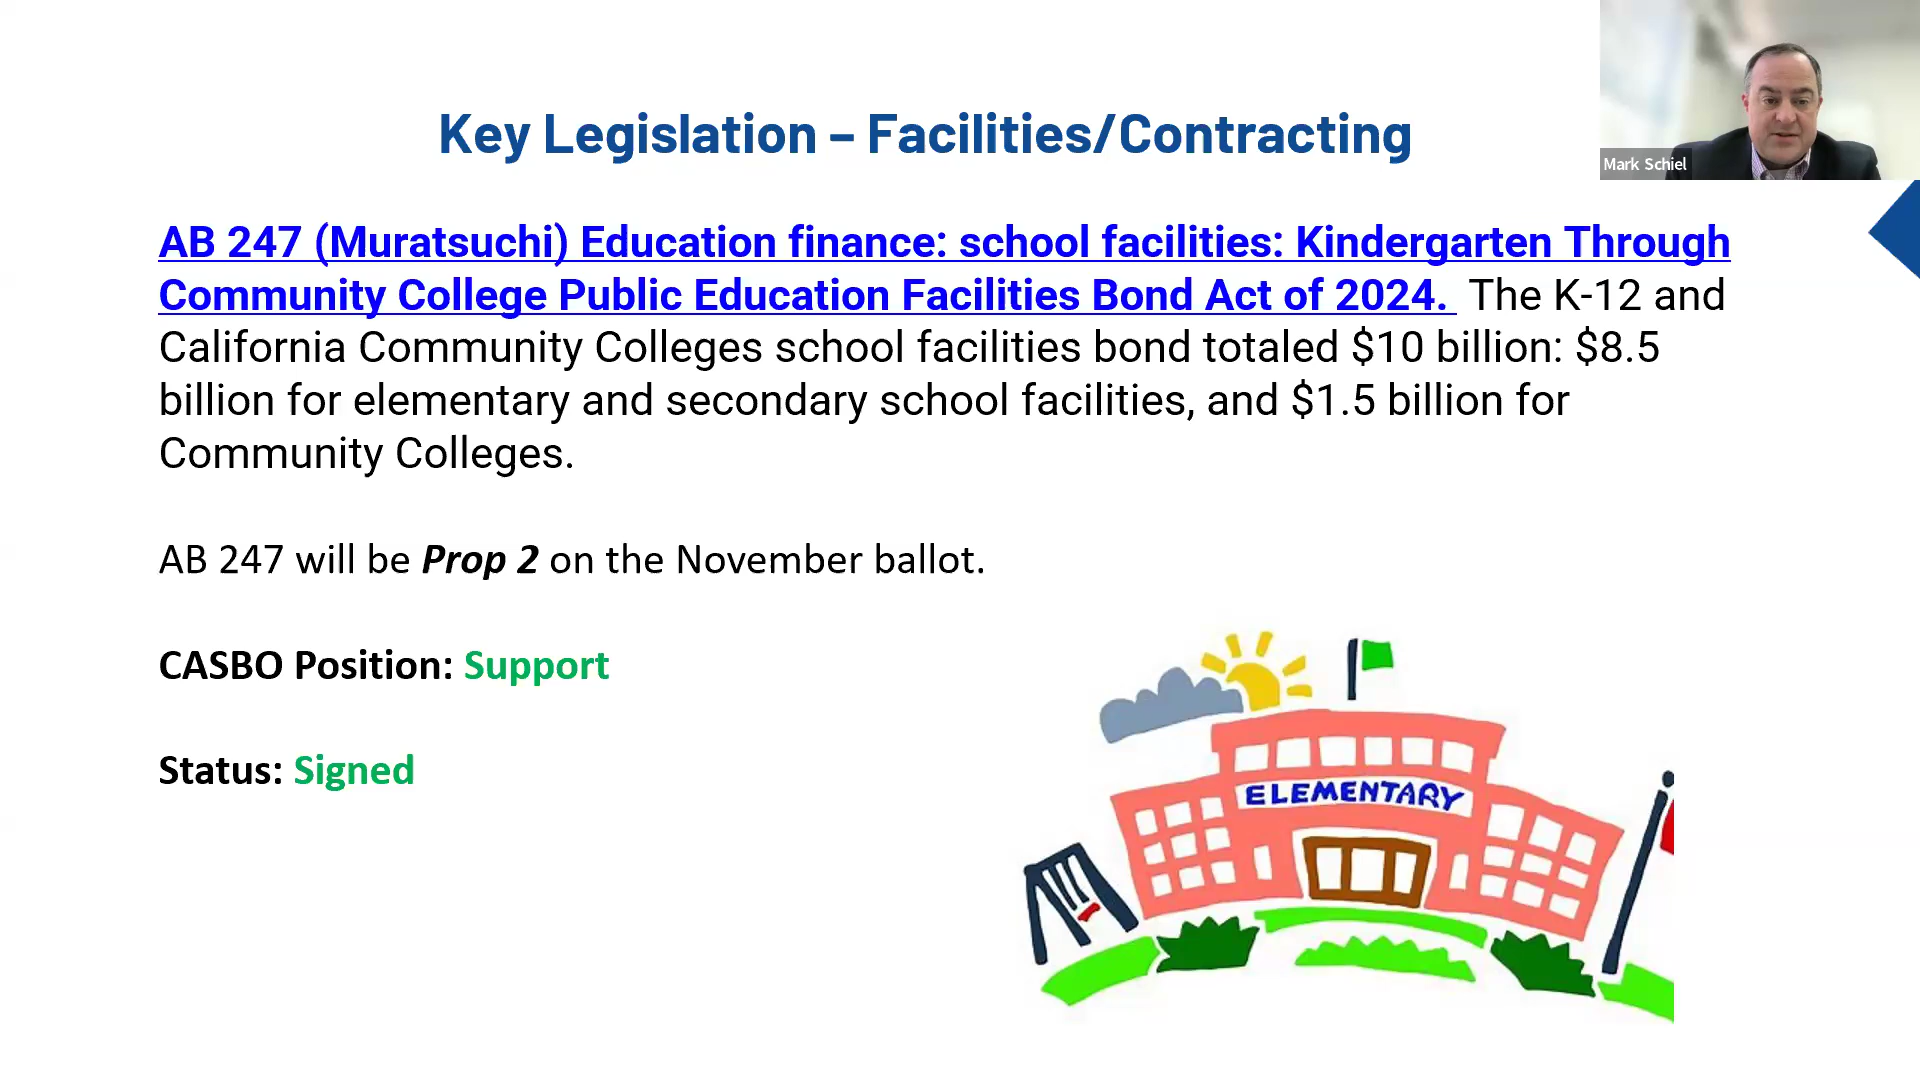 Key Legislation – Facilities/Contracting
Mark Schiel
AB 247 (Muratsuchi) Education finance: school facilities: Kindergarten Through
Community College Public Education Facilities Bond Act of 2024. The K-12 and
California Community Colleges school facilities bond totaled $10 billion: $8.5
billion for elementary and secondary school facilities, and $1.5 billion for
Community Colleges.
AB 247 will be Prop 2 on the November ballot.
CASBO Position: Support
Status: Signed
ELEMENTARY